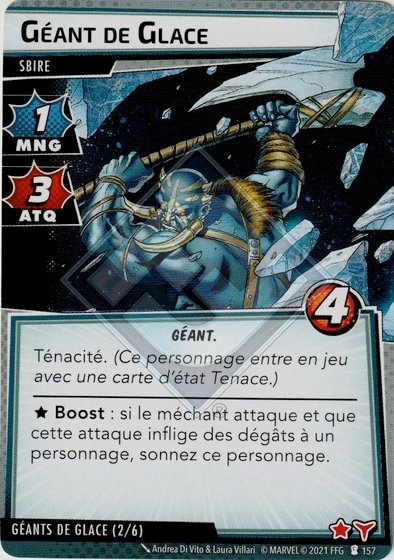 GÉANT DE GLACE
SBIRE
1
MNG
3
ATQ
4
GÉANT.
Ténacité. (Ce personnage entre en jeu
avec une carte d'état Tenace.)
★ Boost : si le méchant attaque et que
cette attaque inflige des dégâts à un
personnage, sonnez ce personnage.
GÉANTS DE GLACE (2/6)
Andrea Di Vito & Laura Villari © MARVEL © 2021 FFG 157